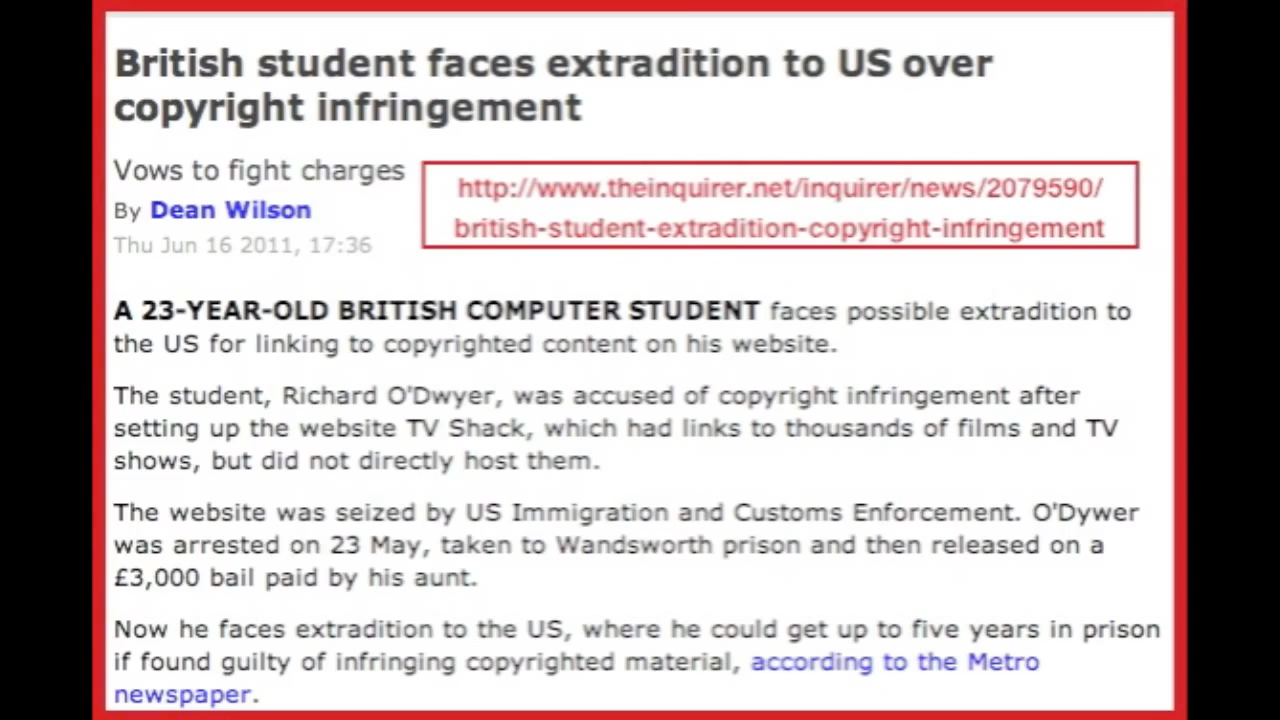 British student faces extradition to US over
copyright infringement
Vows to fight charges
By Dean Wilson
Thu Jun 16 2011, 17:36
http://www.theinquirer.net/inquirer/news/2079590/
british-student-extradition-copyright-infringement
A 23-YEAR-OLD BRITISH COMPUTER STUDENT faces possible extradition to
the US for linking to copyrighted content on his website.
The student, Richard O'Dwyer, was accused of copyright infringement after
setting up the website TV Shack, which had links to thousands of films and TV
shows, but did not directly host them.
The website was seized by US Immigration and Customs Enforcement. O'Dywer
was arrested on 23 May, taken to Wandsworth prison and then released on a
£3,000 bail paid by his aunt.
Now he faces extradition to the US, where he could get up to five years in prison
if found guilty of infringing copyrighted material, according to the Metro
newspaper.